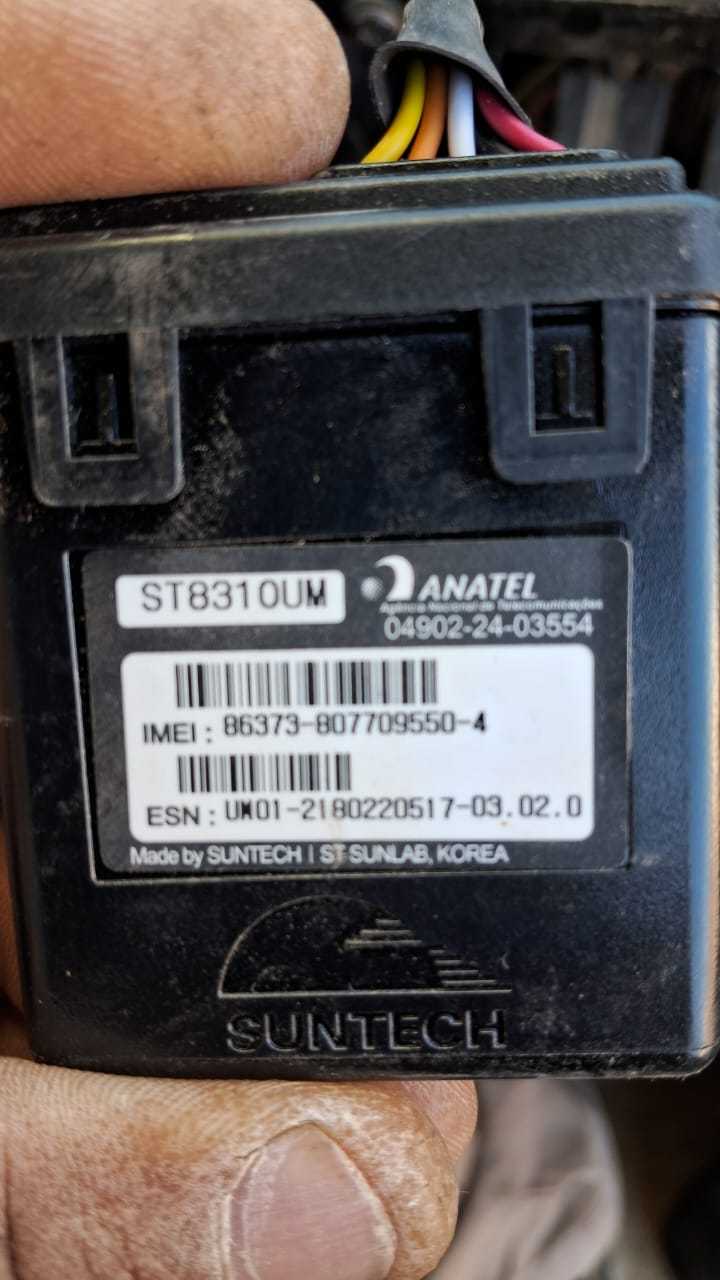 ST8310UM
ANATEL
Agência Nacional de Telecomunicações
04902-24-03554
IMEI : 86373-807709550-4
ESN : UM01-2180220517-03.02.0
Made by SUNTECH | ST SUNLAB, KOREA
SUNTECH